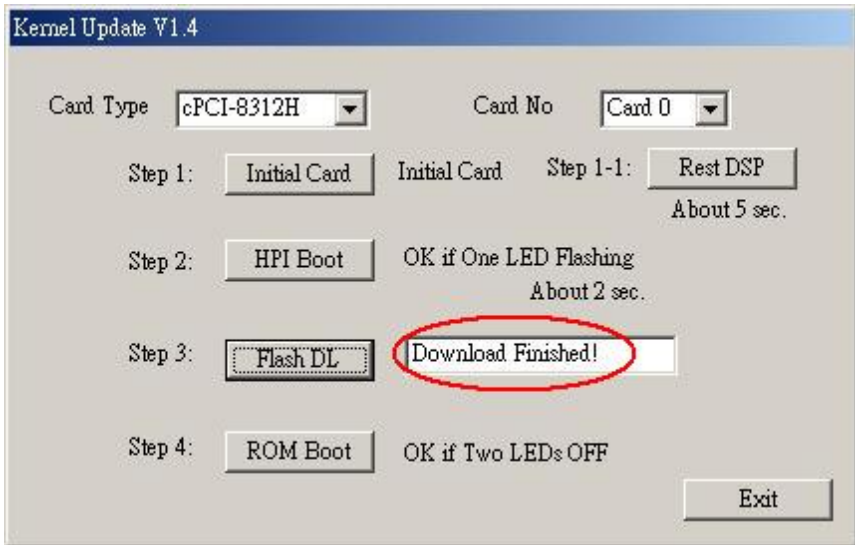 Kernel Update V1.4
Card Type cPCI-8312H Card No Card 0
Step 1: Initial Card Initial Card Step 1-1: Rest DSP
About 5 sec.
Step 2: HPI Boot OK if One LED Flashing
About 2 sec.
Step 3: Flash DL Download Finished!
Step 4: ROM Boot OK if Two LEDs OFF
Exit